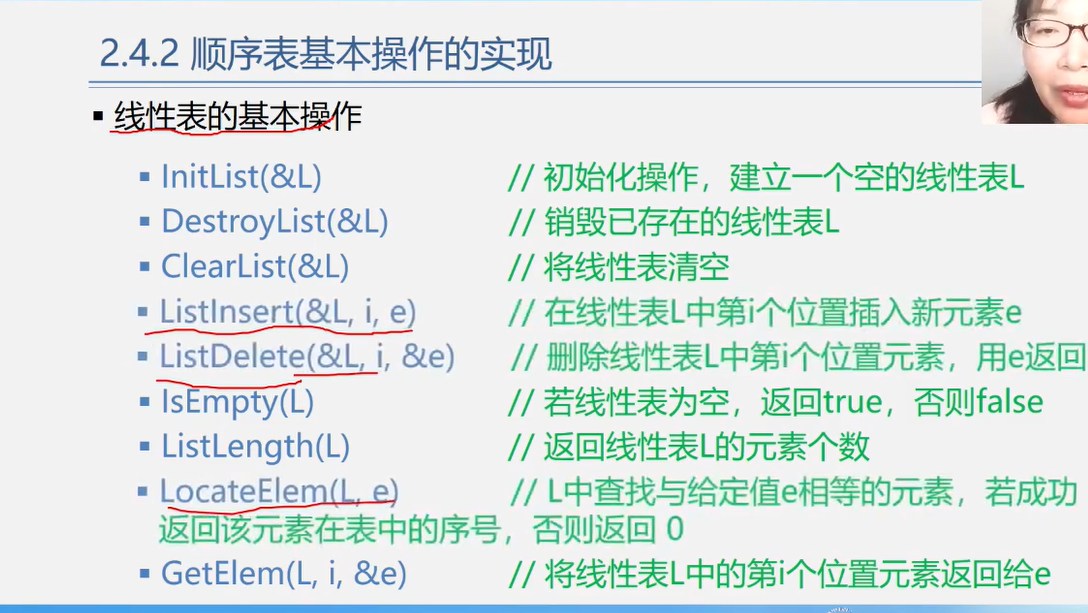 2.4.2 顺序表基本操作的实现
▪ 线性表的基本操作
▪ InitList(&L) // 初始化操作，建立一个空的线性表L
▪ DestroyList(&L) // 销毁已存在的线性表L
▪ ClearList(&L) // 将线性表清空
▪ ListInsert(&L, i, e) // 在线性表L中第i个位置插入新元素e
▪ ListDelete(&L, i, &e) // 删除线性表L中第i个位置元素，用e返回
▪ IsEmpty(L) // 若线性表为空，返回true，否则false
▪ ListLength(L) // 返回线性表L的元素个数
▪ LocateElem(L, e) // L中查找与给定值e相等的元素，若成功
返回该元素在表中的序号，否则返回 0
▪ GetElem(L, i, &e) // 将线性表L中的第i个位置元素返回给e